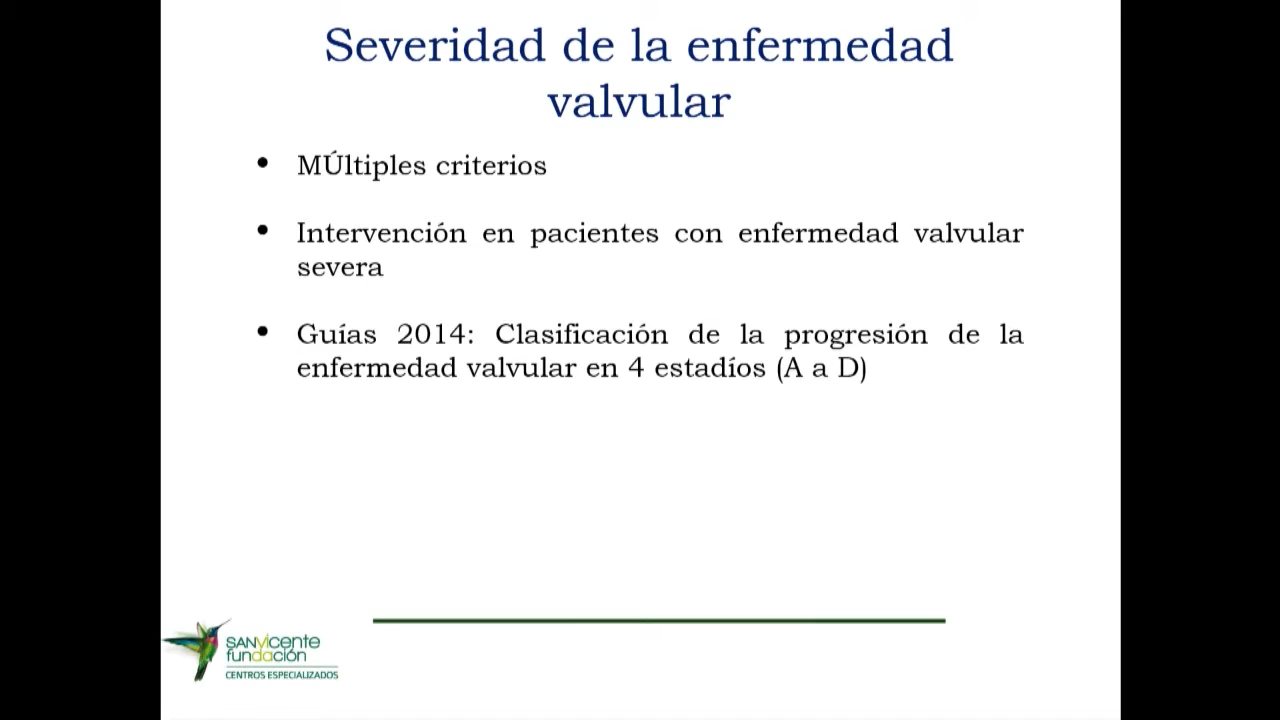 Severidad de la enfermedad
valvular
• MÚltiples criterios
• Intervención en pacientes con enfermedad valvular
severa
• Guías 2014: Clasificación de la progresión de la
enfermedad valvular en 4 estadíos (A a D)
SANVICENTE
fundación
CENTROS ESPECIALIZADOS